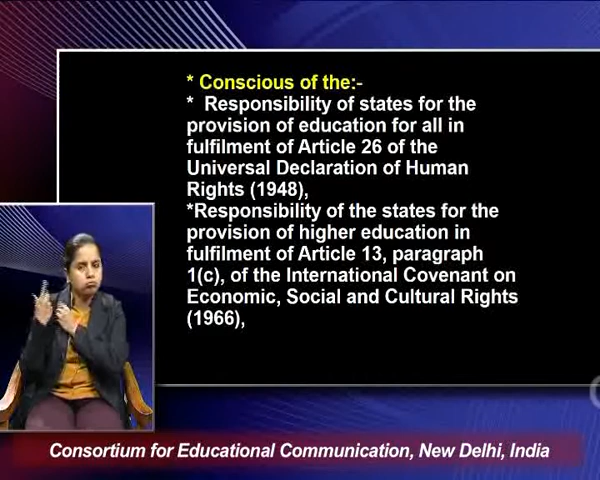 * Conscious of the:-
* Responsibility of states for the
provision of education for all in
fulfilment of Article 26 of the
Universal Declaration of Human
Rights (1948),
*Responsibility of the states for the
provision of higher education in
fulfilment of Article 13, paragraph
1(c), of the International Covenant on
Economic, Social and Cultural Rights
(1966),
Consortium for Educational Communication, New Delhi, India